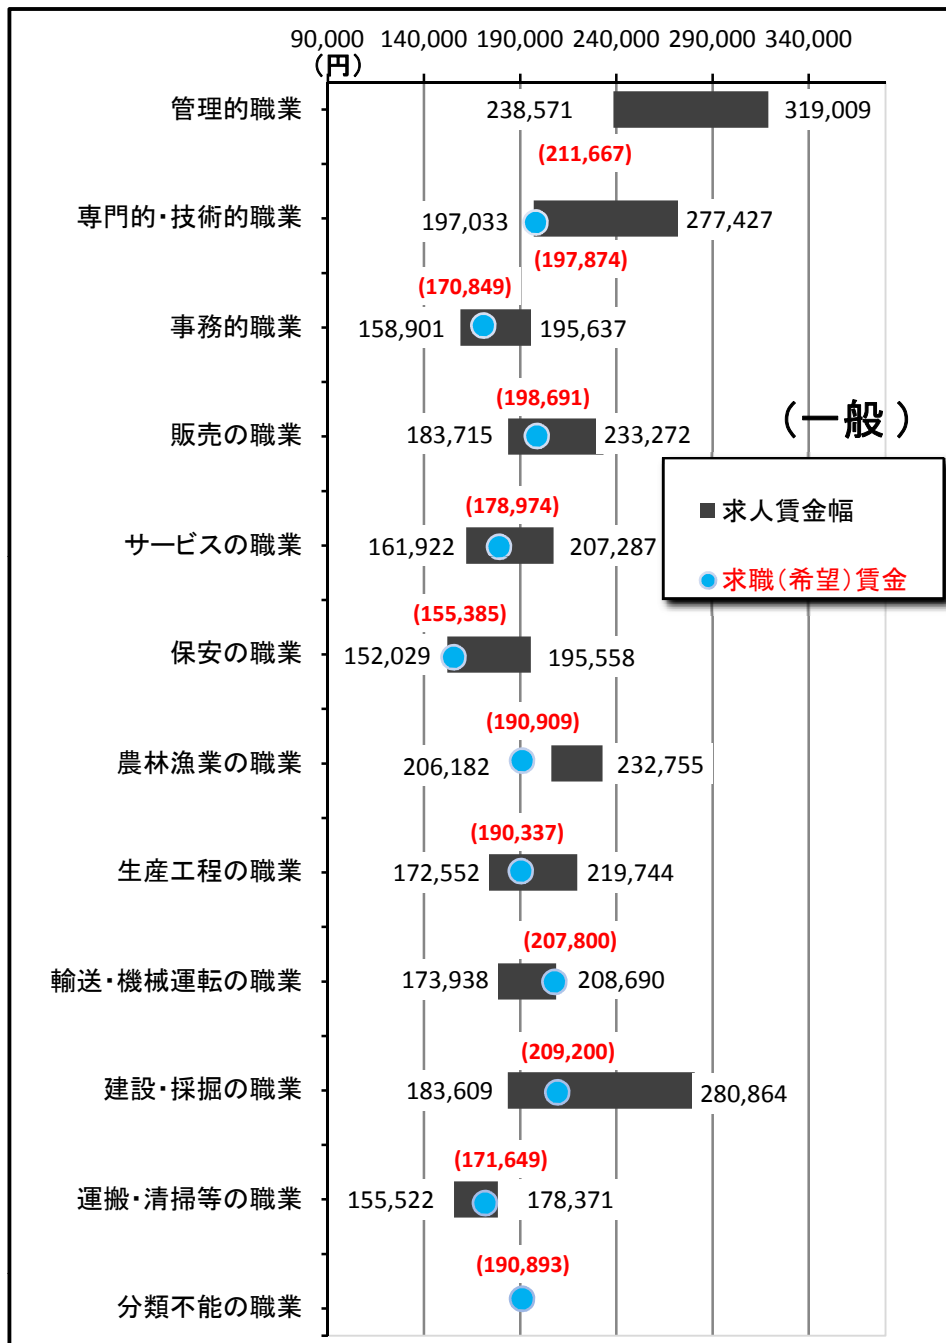 90,000 140,000 190,000 240,000 290,000 340,000
（円）
管理的職業 238,571 319,009
(211,667)
専門的・技術的職業 197,033 277,427
(197,874)
(170,849)
事務的職業 158,901 195,637
(198,691)
販売の職業 183,715 233,272
（一般）
(178,974)
サービスの職業 161,922 207,287
■求人賃金幅
求職（希望）賃金
(155,385)
保安の職業 152,029 195,558
(190,909)
農林漁業の職業 206,182 232,755
(190,337)
生産工程の職業 172,552 219,744
(207,800)
輸送・機械運転の職業 173,938 208,690
(209,200)
建設・採掘の職業 183,609 280,864
(171,649)
運搬・清掃等の職業 155,522 178,371
(190,893)
分類不能の職業